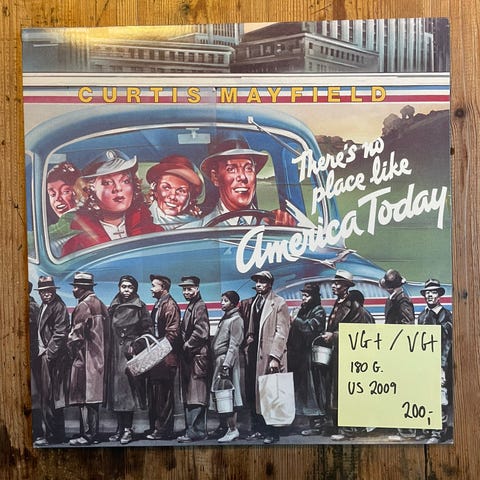 CURTIS MAYFIELD
There's no
place like
America Today
VG+ / VG+
180 G.
US 2009
200,-